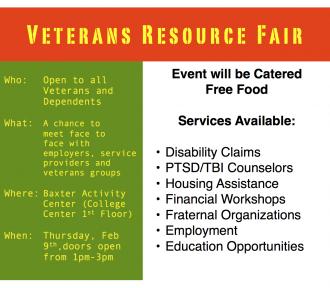 VETERANS RESOURCE FAIR
Who: Open to all
Veterans and
Dependents
What: A chance to
meet face to
face with
employers, service
providers and
veterans groups
Where: Baxter Activity
Center (College
Center 1st Floor)
When: Thursday, Feb
9th,doors open
from 1pm-3pm
Event will be Catered
Free Food
Services Available:
• Disability Claims
• PTSD/TBI Counselors
• Housing Assistance
• Financial Workshops
• Fraternal Organizations
• Employment
• Education Opportunities